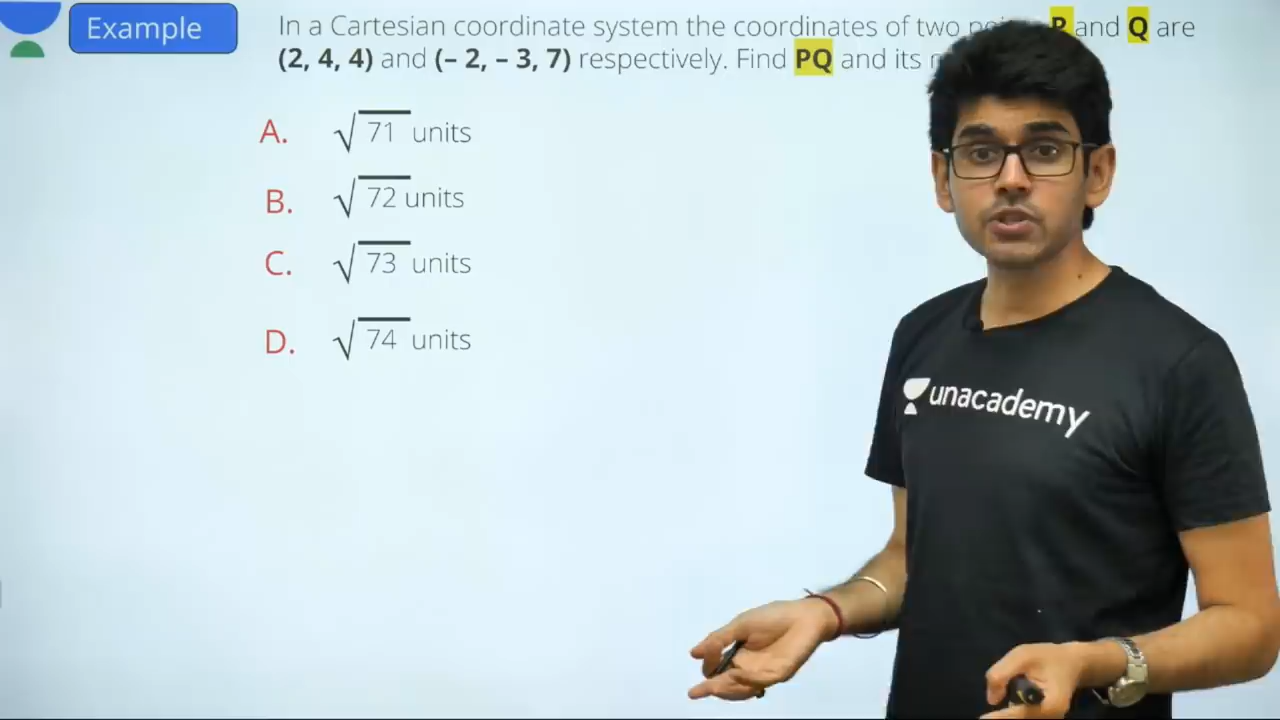 Example
In a Cartesian coordinate system the coordinates of two P and Q are
(2, 4, 4) and (– 2, – 3, 7) respectively. Find PQ and its
A. √71 units
B. √72 units
C. √73 units
D. √74 units
unacademy